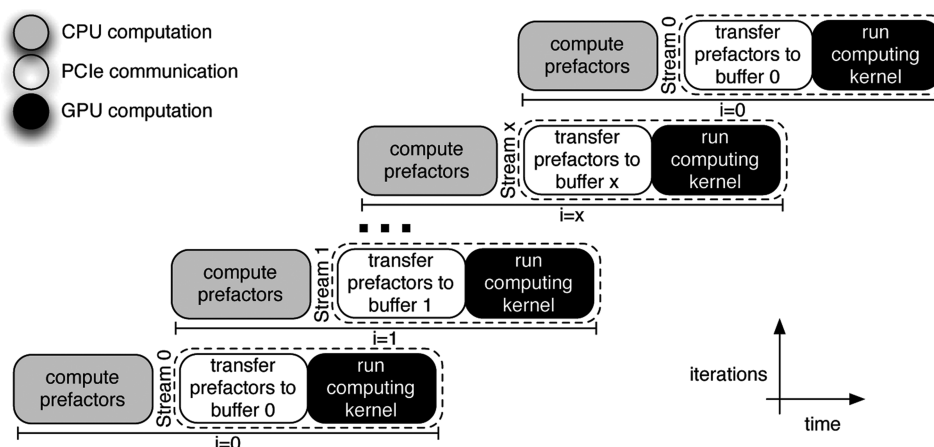 CPU computation
PCIe communication
GPU computation
compute
prefactors
Stream 0
transfer
prefactors to
buffer 0
run
computing
kernel
i=0
compute
prefactors
Stream x
transfer
prefactors to
buffer x
run
computing
kernel
i=x
compute
prefactors
Stream 1
transfer
prefactors to
buffer 1
run
computing
kernel
i=1
compute
prefactors
Stream 0
transfer
prefactors to
buffer 0
run
computing
kernel
i=0
iterations
time